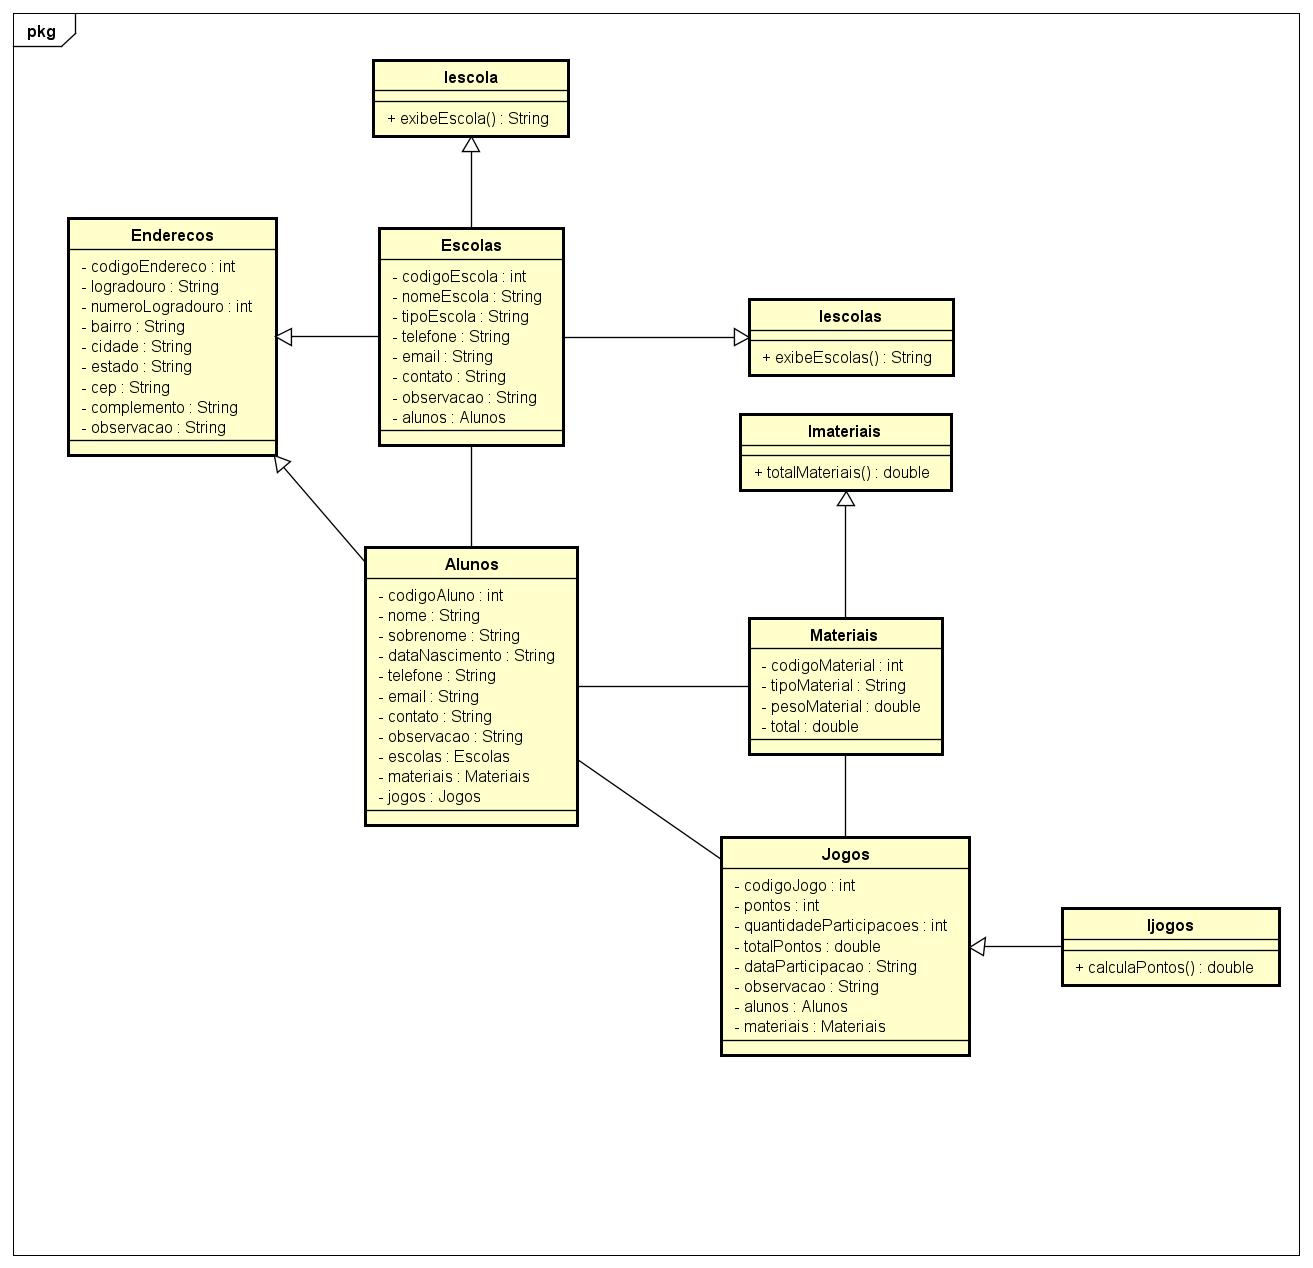 pkg
Iescola
+ exibeEscola() : String
Enderecos
- codigoEndereco : int
- logradouro : String
- numeroLogradouro : int
- bairro : String
- cidade : String
- estado : String
- cep : String
- complemento : String
- observacao : String
Escolas
- codigoEscola : int
- nomeEscola : String
- tipoEscola : String
- telefone : String
- email : String
- contato : String
- observacao : String
- alunos : Alunos
Iescolas
+ exibeEscolas() : String
Imateriais
+ totalMateriais() : double
Alunos
- codigoAluno : int
- nome : String
- sobrenome : String
- dataNascimento : String
- telefone : String
- email : String
- contato : String
- observacao : String
- escolas : Escolas
- materiais : Materiais
- jogos : Jogos
Materiais
- codigoMaterial : int
- tipoMaterial : String
- pesoMaterial : double
- total : double
Jogos
- codigoJogo : int
- pontos : int
- quantidadeParticipacoes : int
- totalPontos : double
- dataParticipacao : String
- observacao : String
- alunos : Alunos
- materiais : Materiais
Ijogos
+ calculaPontos() : double